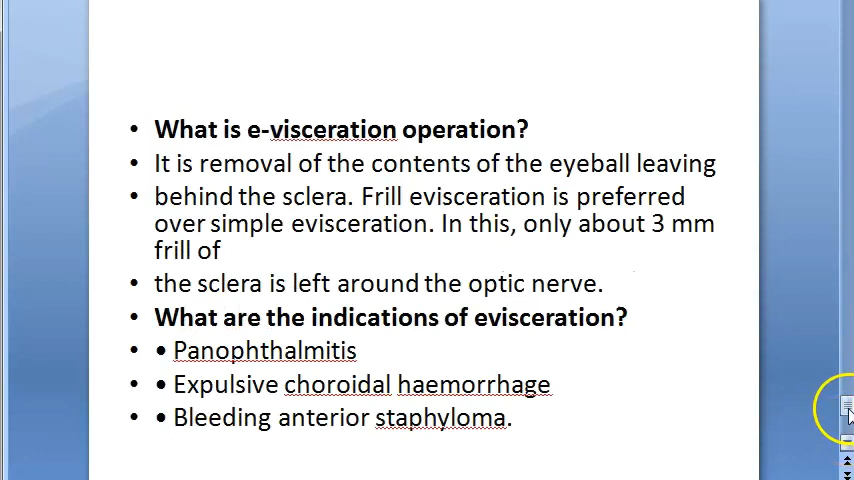 • What is e-visceration operation?
• It is removal of the contents of the eyeball leaving
• behind the sclera. Frill evisceration is preferred
over simple evisceration. In this, only about 3 mm
frill of
• the sclera is left around the optic nerve.
• What are the indications of evisceration?
• • Panophthalmitis
• • Expulsive choroidal haemorrhage
• • Bleeding anterior staphyloma.